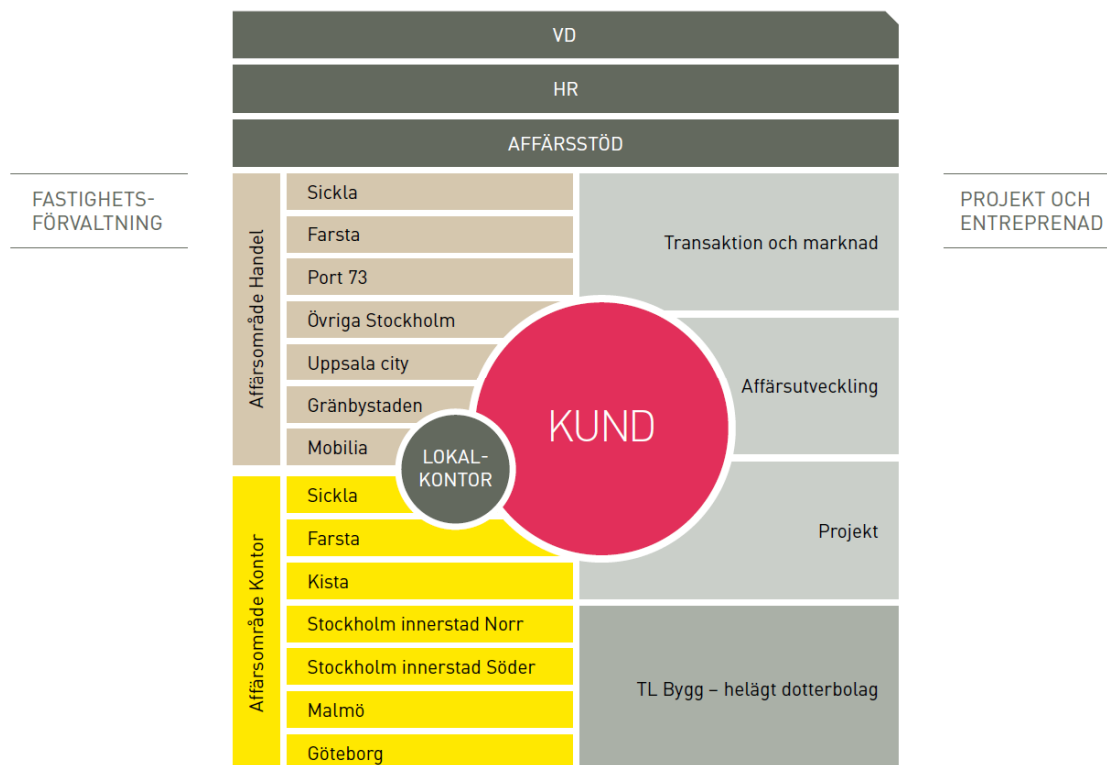 VD
HR
AFFÄRSSTÖD
FASTIGHETS-
FÖRVALTNING
PROJEKT OCH
ENTREPRENAD
Affärsområde Handel
Sickla
Farsta
Port 73
Övriga Stockholm
Uppsala city
Gränbystaden
Mobilia
Affärsområde Kontor
Sickla
Farsta
Kista
Stockholm innerstad Norr
Stockholm innerstad Söder
Malmö
Göteborg
LOKAL-
KONTOR
KUND
Transaktion och marknad
Affärsutveckling
Projekt
TL Bygg – helägt dotterbolag